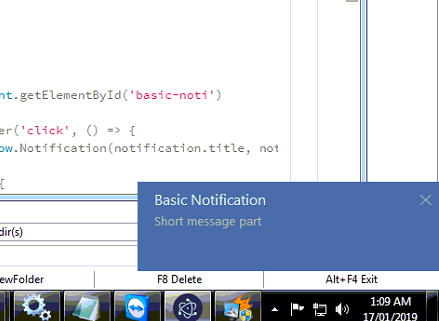 nt.getElementById('basic-noti')
er('click', () => {
ow.Notification(notification.title, not
{
Basic Notification
Short message part
dir(s)
ewFolder
F8 Delete
Alt+F4 Exit
1:09 AM
17/01/2019